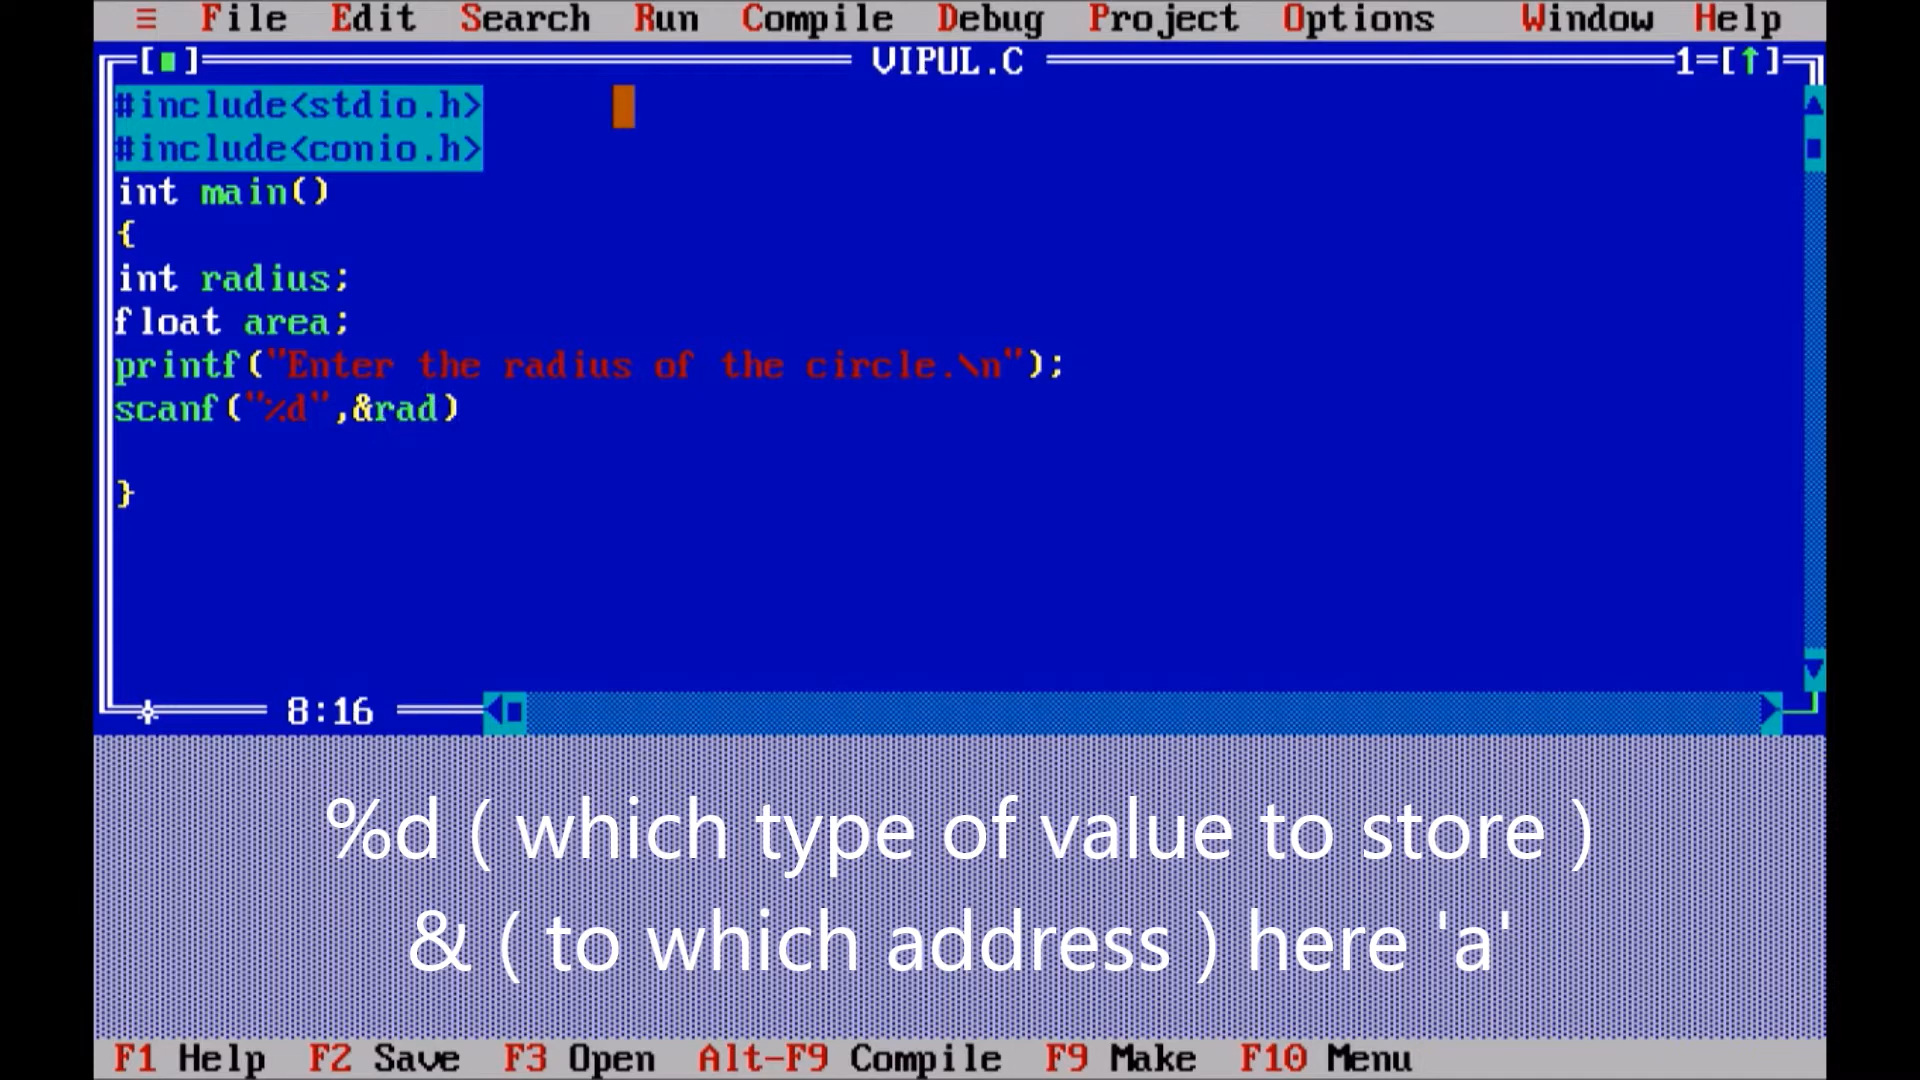 ≡ File Edit Search Run Compile Debug Project Options Window Help
[■] VIPUL.C 1=[↑]
#include<stdio.h>
#include<conio.h>
int main()
{
int radius;
float area;
printf("Enter the radius of the circle.\n");
scanf("%d",&rad)
}
8:16
%d ( which type of value to store )
& ( to which address ) here 'a'
F1 Help F2 Save F3 Open Alt-F9 Compile F9 Make F10 Menu